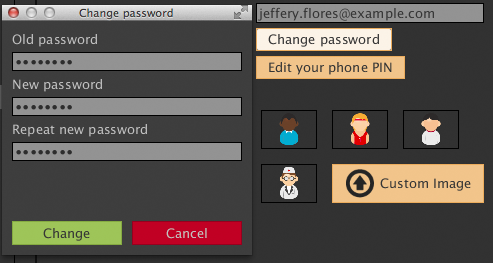 Change password
Old password
●●●●●●●●
New password
●●●●●●●●
Repeat new password
●●●●●●●●
Change
Cancel
jeffery.flores@example.com
Change password
Edit your phone PIN
Custom Image